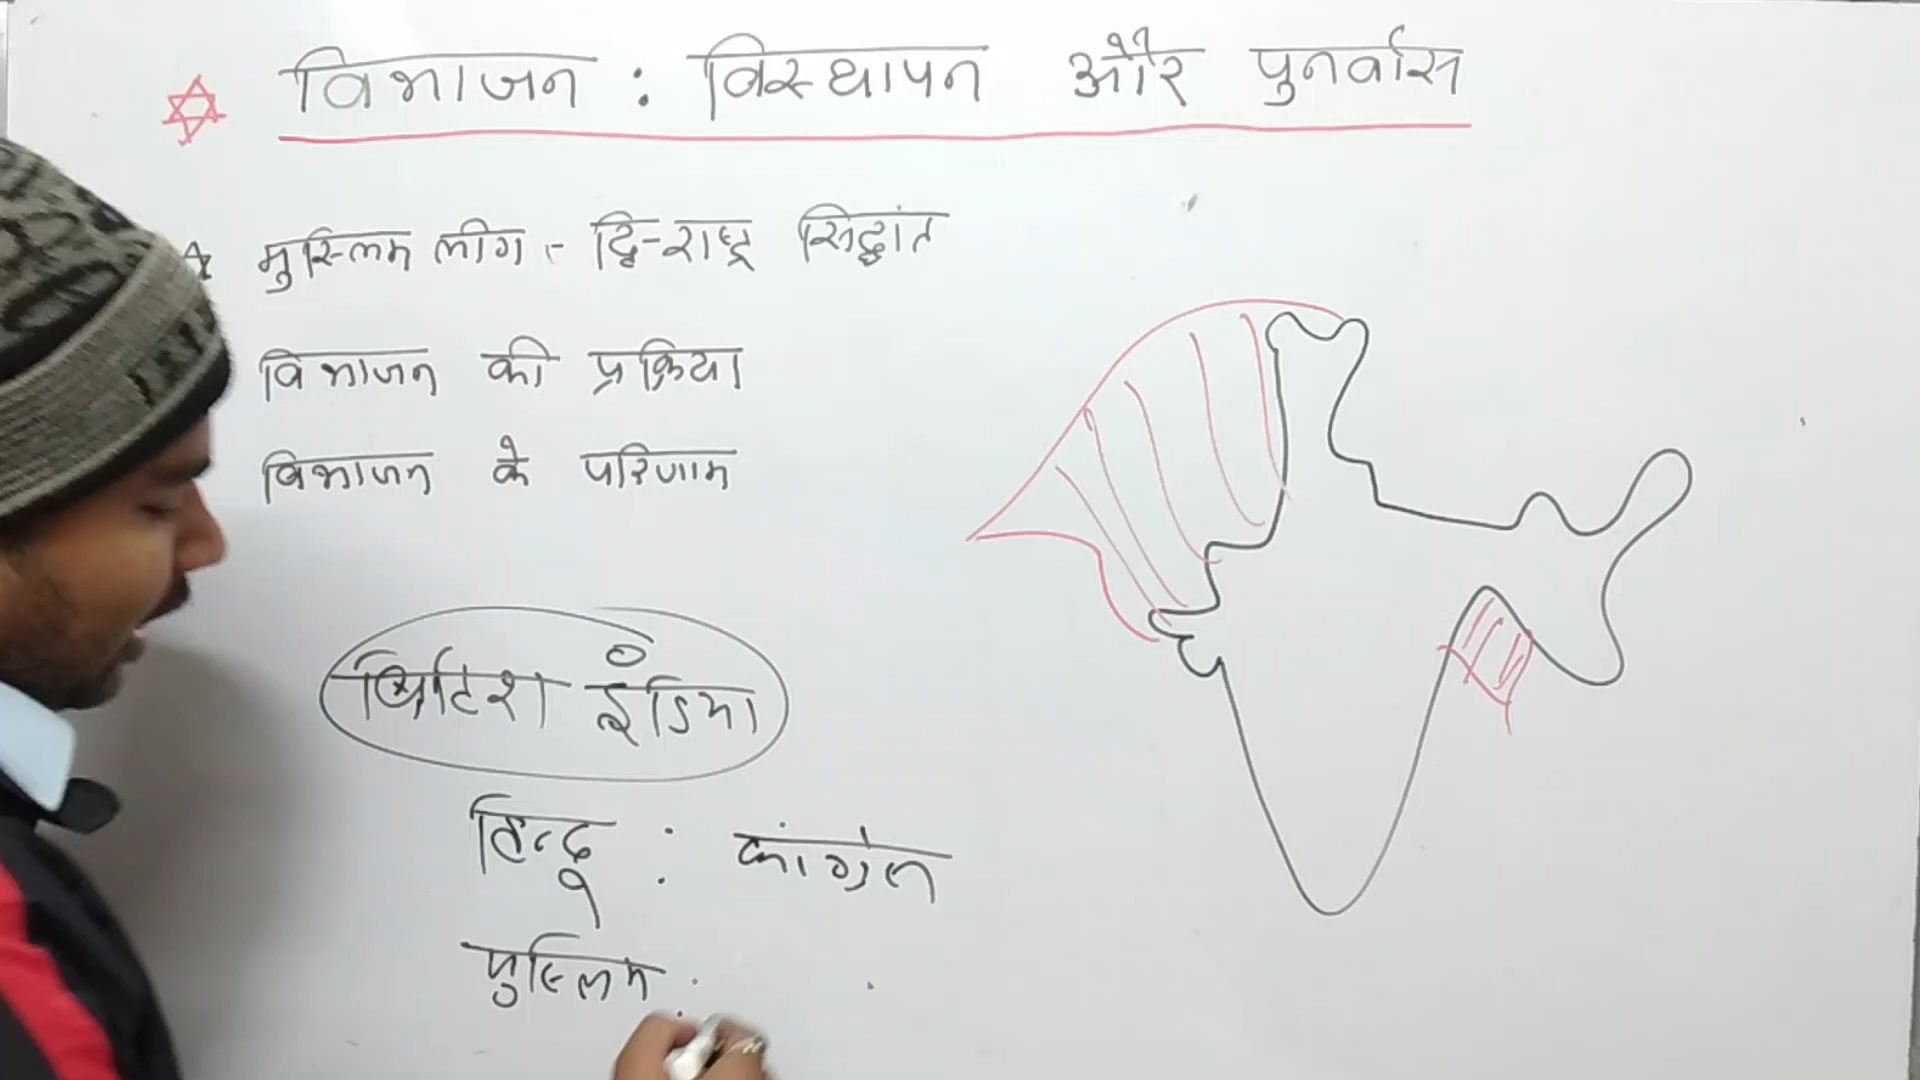 विभाजन : विस्थापन और पुनर्वास
मुस्लिम लीग :- द्वि-राष्ट्र सिद्धांत
विभाजन की प्रक्रिया
विभाजन के परिणाम
ब्रिटिश इंडिया
हिन्दू : कांग्रेस
मुस्लिम :